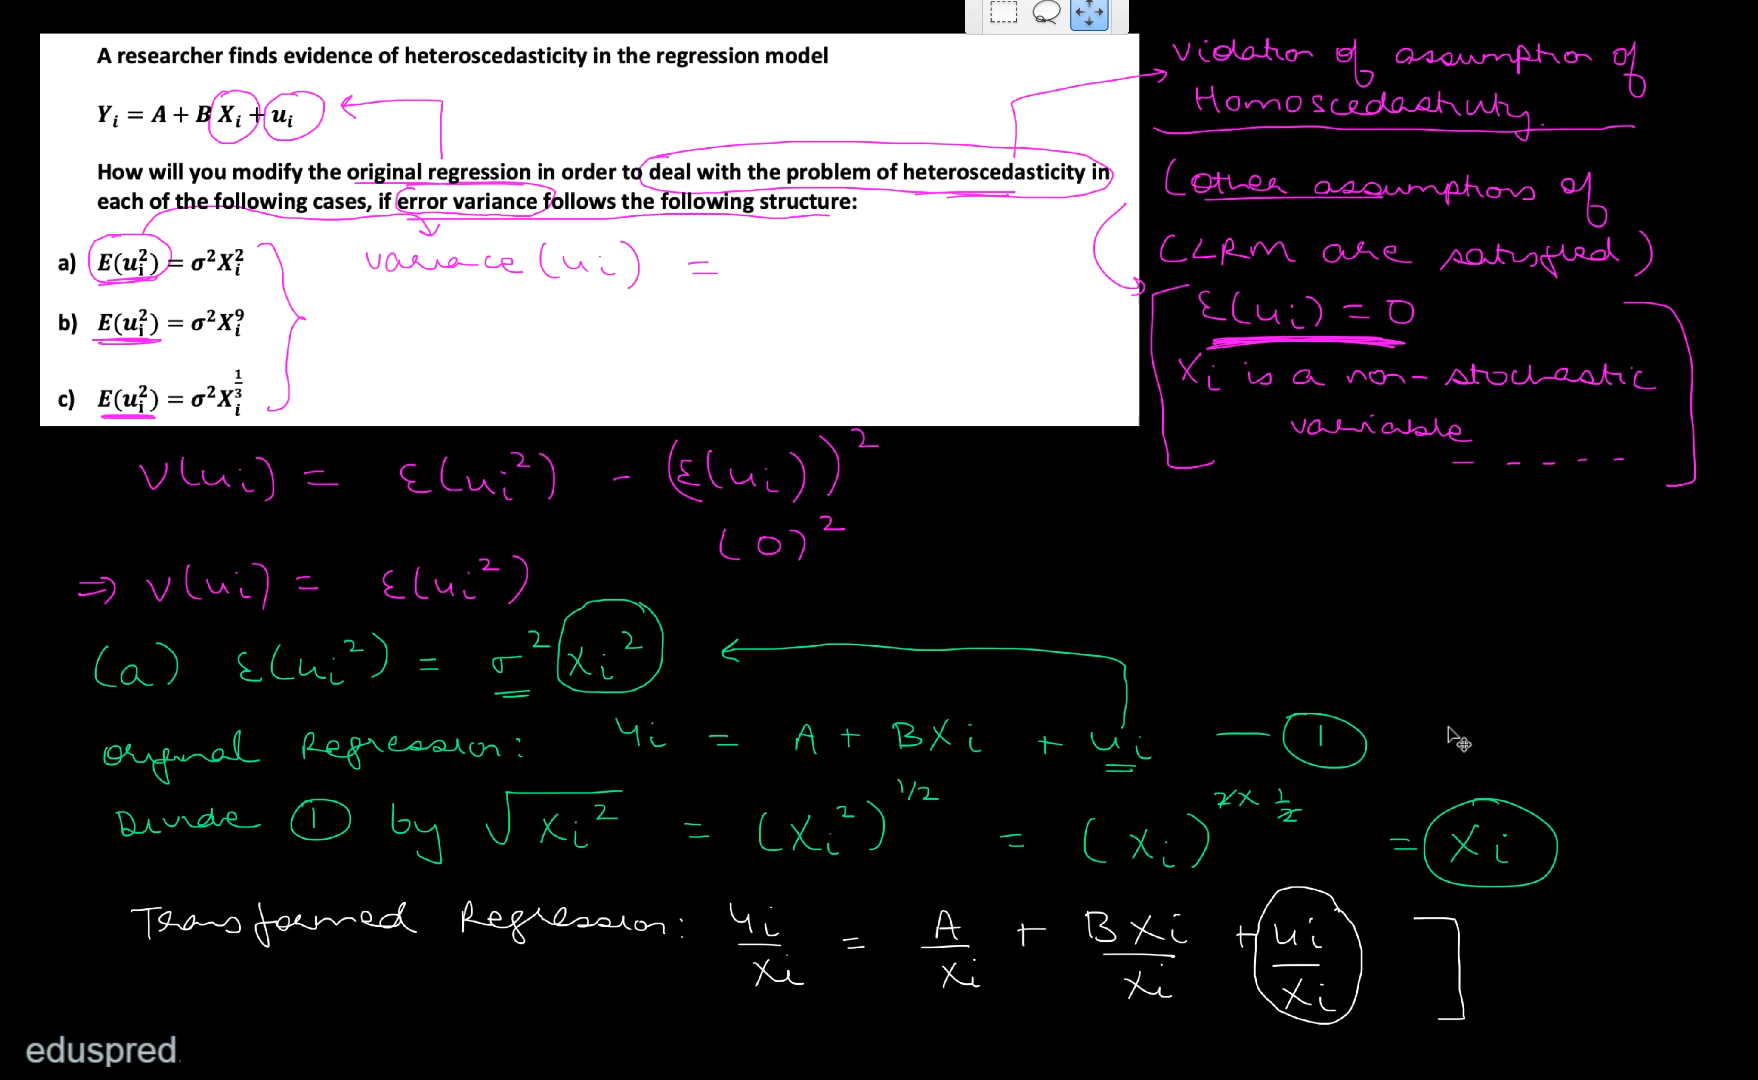 A researcher finds evidence of heteroscedasticity in the regression model
Yᵢ = A + B Xᵢ + uᵢ
How will you modify the original regression in order to deal with the problem of heteroscedasticity in
each of the following cases, if error variance follows the following structure:
a) E(uᵢ²) = σ²Xᵢ²
variance (uᵢ) =
b) E(uᵢ²) = σ²Xᵢ⁹
c) E(uᵢ²) = σ²Xᵢ^(1/3)
violation of assumption of
Homoscedasticity.
(other assumptions of
CLRM are satisfied)
E(uᵢ) = 0
Xᵢ is a non-stochastic
variable
- - - - -
V(uᵢ) = E(uᵢ²) - (E(uᵢ))²
(0)²
⇒ V(uᵢ) = E(uᵢ²)
(a) E(uᵢ²) = σ² Xᵢ²
Original Regression: Yᵢ = A + BXᵢ + uᵢ — 1
Divide 1 by √Xᵢ² = (Xᵢ²)^1/2 = (Xᵢ)^2×1/2 = Xᵢ
Transformed Regression: Yᵢ/Xᵢ = A/Xᵢ + BXᵢ/Xᵢ + uᵢ/Xᵢ ]
eduspred